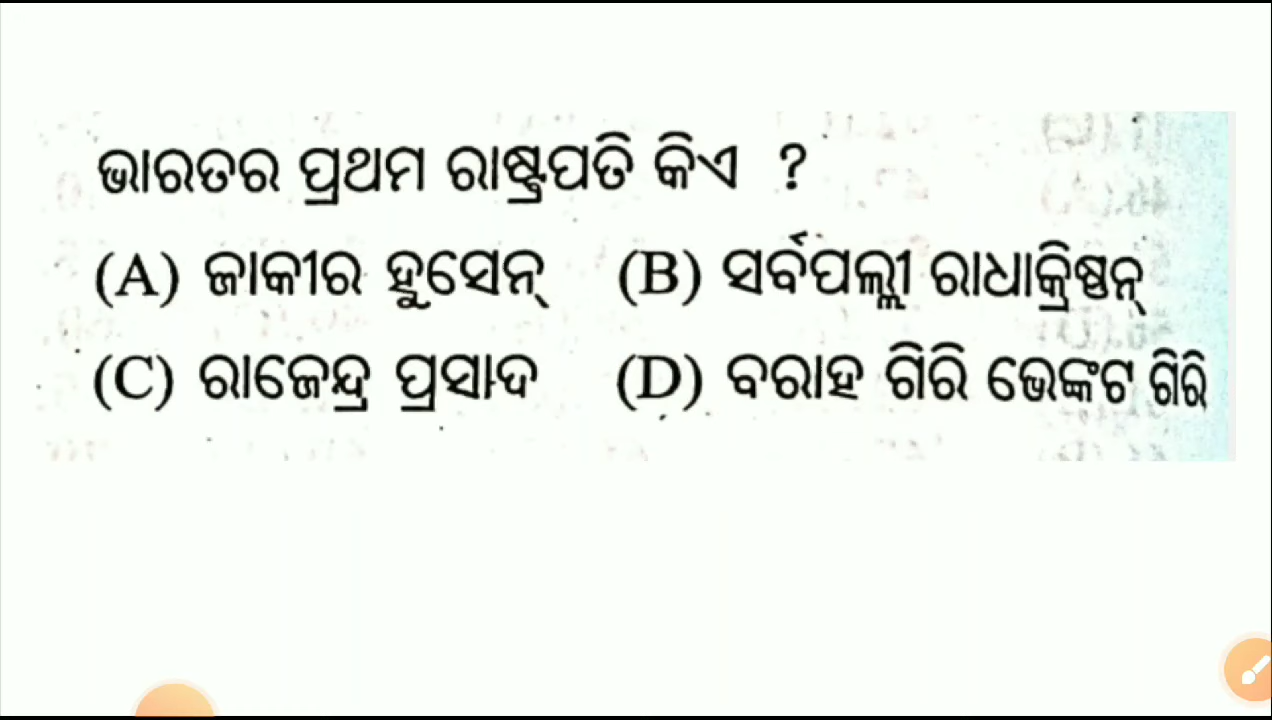 ଭାରତର ପ୍ରଥମ ରାଷ୍ଟ୍ରପତି କିଏ ?
(A) ଜାକୀର ହୁସେନ୍ (B) ସର୍ବପଲ୍ଲୀ ରାଧାକ୍ରିଷ୍ଣନ୍
(C) ରାଜେନ୍ଦ୍ର ପ୍ରସାଦ (D) ବରାହ ଗିରି ଭେଙ୍କଟ ଗିରି